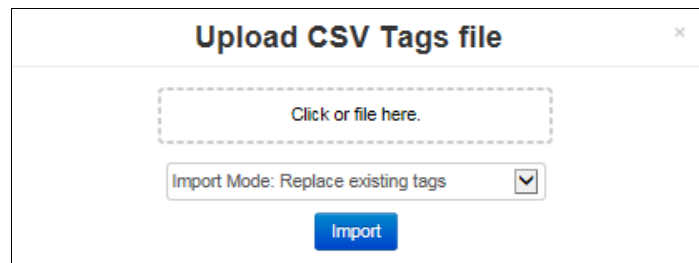 Upload CSV Tags file
×
Click or file here.
Import Mode: Replace existing tags
Import